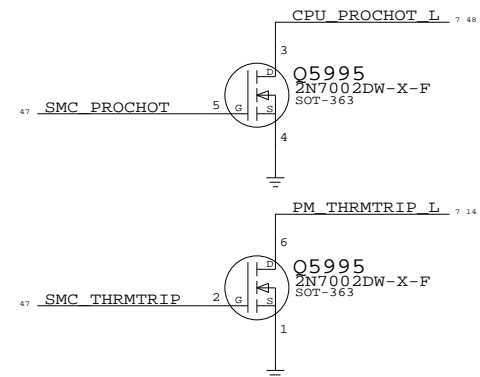 CPU_PROCHOT_L 7 48
3
D
Q5995
2N7002DW-X-F
SOT-363
47 SMC_PROCHOT 5 G S
4
PM_THRMTRIP_L 7 14
6
D
Q5995
2N7002DW-X-F
SOT-363
47 SMC_THRMTRIP 2 G S
1